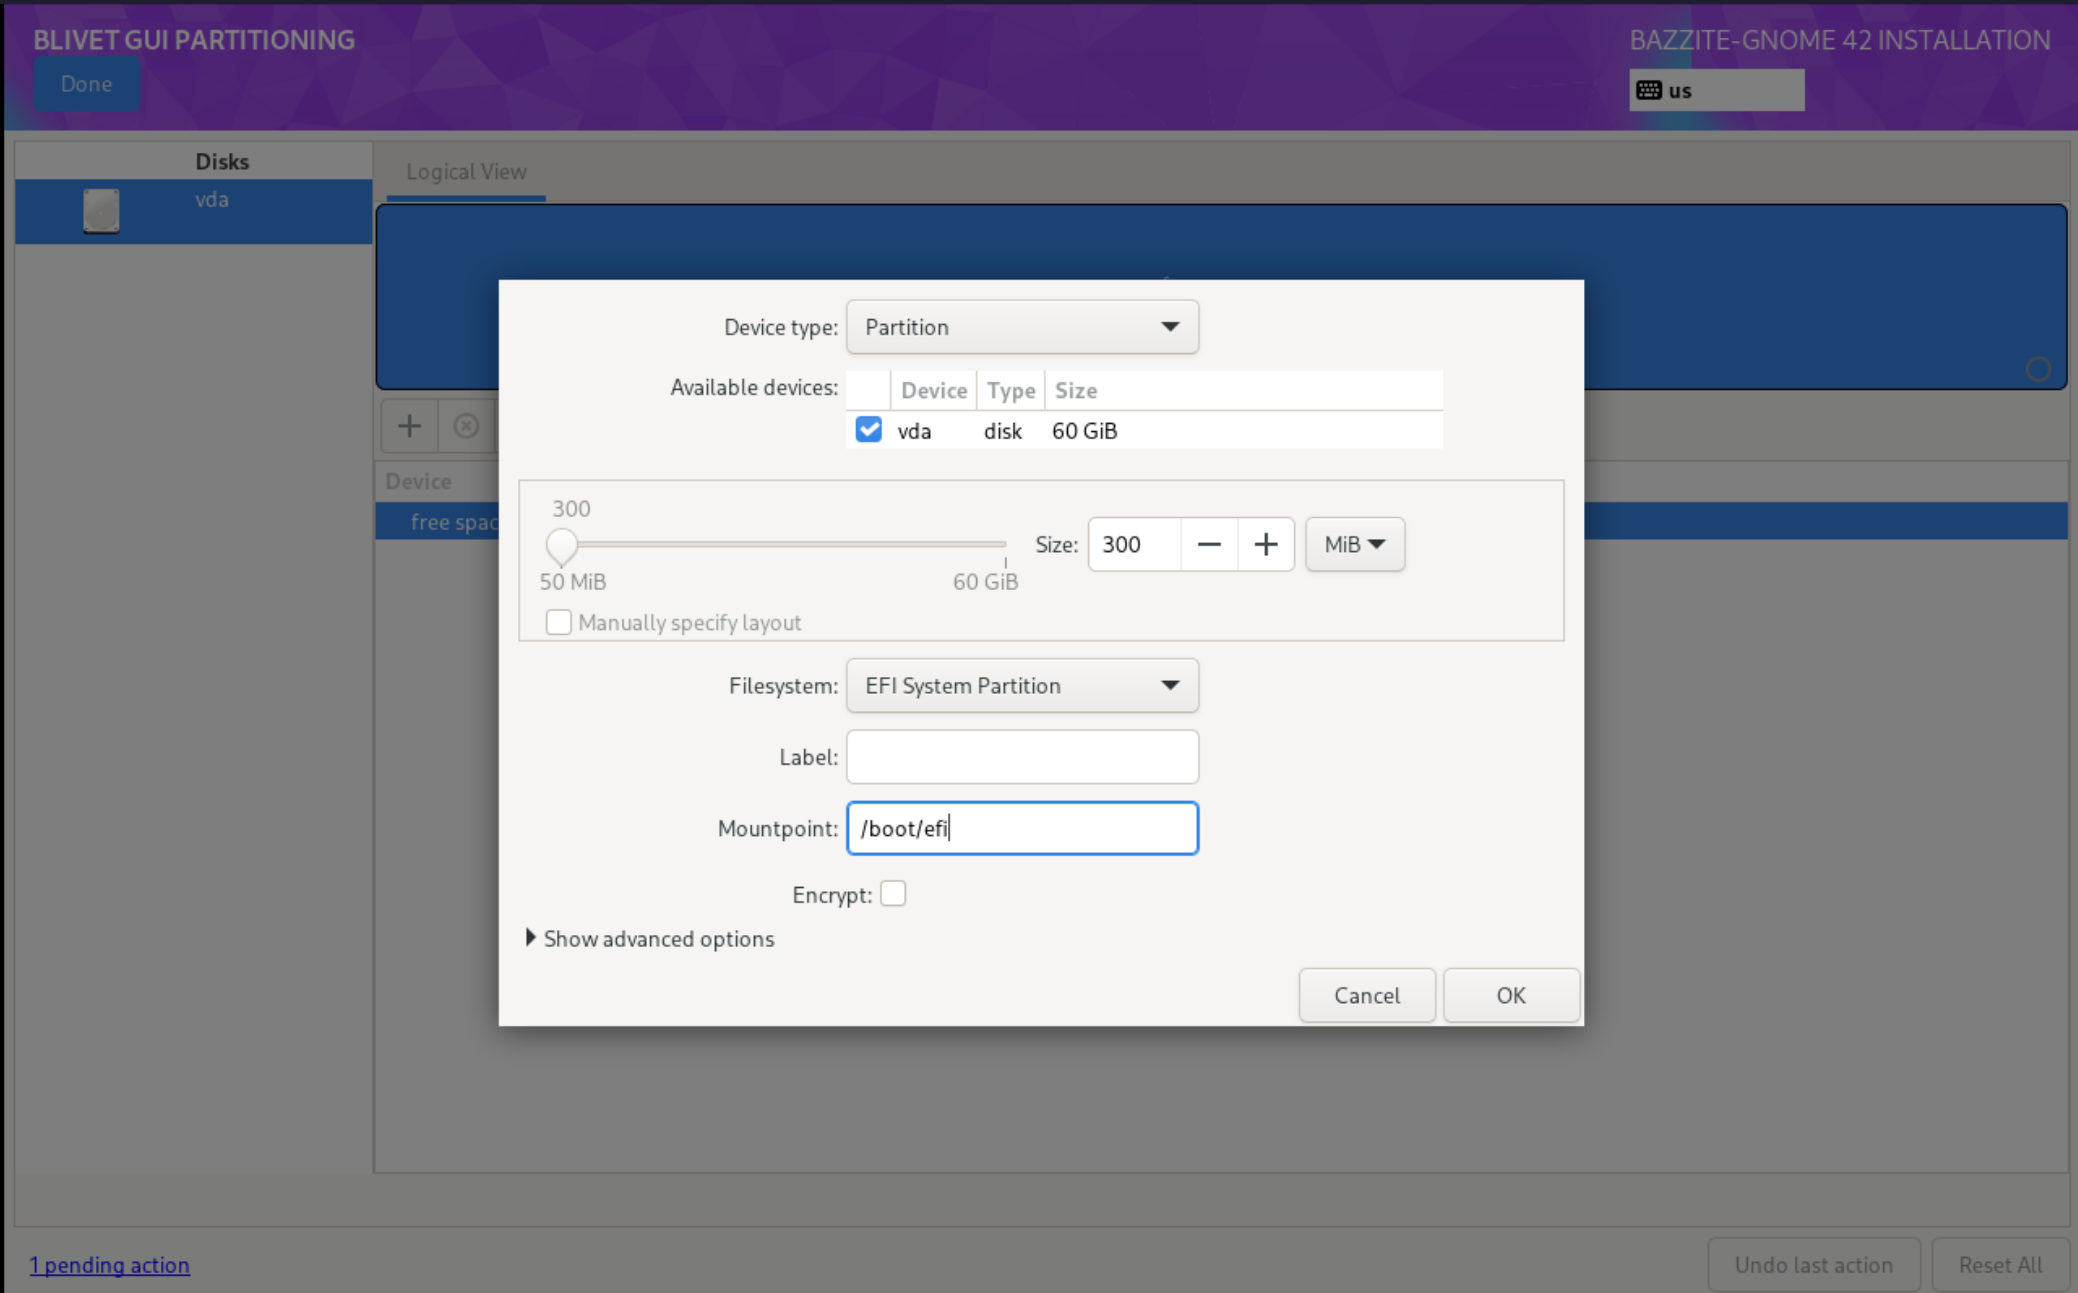 BLIVET GUI PARTITIONING
BAZZITE-GNOME 42 INSTALLATION
Done
us
Disks
vda
Logical View
Device type: Partition
Available devices: Device Type Size
vda disk 60 GiB
Device
free spac
300
Size: 300 MiB
50 MiB 60 GiB
Manually specify layout
Filesystem: EFI System Partition
Label:
Mountpoint: /boot/efi
Encrypt:
Show advanced options
Cancel OK
1 pending action
Undo last action Reset All